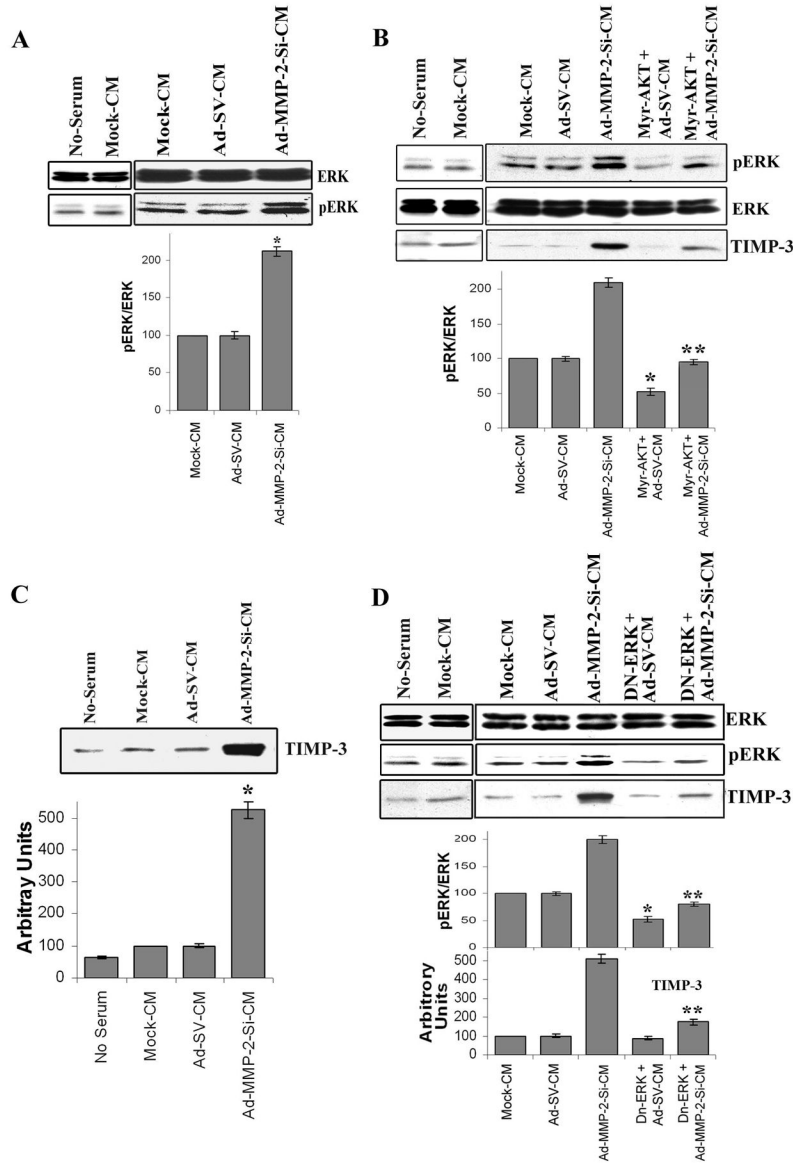 A
No-Serum
Mock-CM
Mock-CM
Ad-SV-CM
Ad-MMP-2-Si-CM
ERK
pERK
pERK/ERK
200
150
100
50
0
*
Mock-CM
Ad-SV-CM
Ad-MMP-2-Si-CM
B
No-Serum
Mock-CM
Mock-CM
Ad-SV-CM
Ad-MMP-2-Si-CM
Myr-AKT +
Ad-SV-CM
Myr-AKT +
Ad-MMP-2-Si-CM
pERK
ERK
TIMP-3
pERK/ERK
200
150
100
50
0
*
**
Mock-CM
Ad-SV-CM
Ad-MMP-2-Si-CM
Myr-AKT+
Ad-SV-CM
Myr-AKT+
Ad-MMP-2-Si-CM
C
No-Serum
Mock-CM
Ad-SV-CM
Ad-MMP-2-Si-CM
TIMP-3
Arbitray Units
500
400
300
200
100
0
*
No Serum
Mock-CM
Ad-SV-CM
Ad-MMP-2-Si-CM
D
No-Serum
Mock-CM
Mock-CM
Ad-SV-CM
Ad-MMP-2-Si-CM
DN-ERK +
Ad-SV-CM
DN-ERK +
Ad-MMP-2-Si-CM
ERK
pERK
TIMP-3
pERK/ERK
200
150
100
50
0
*
**
Arbitrory
Units
500
400
300
200
100
0
TIMP-3
**
Mock-CM
Ad-SV-CM
Ad-MMP-2-Si-CM
Dn-ERK +
Ad-SV-CM
Dn-ERK +
Ad-MMP-2-Si-CM